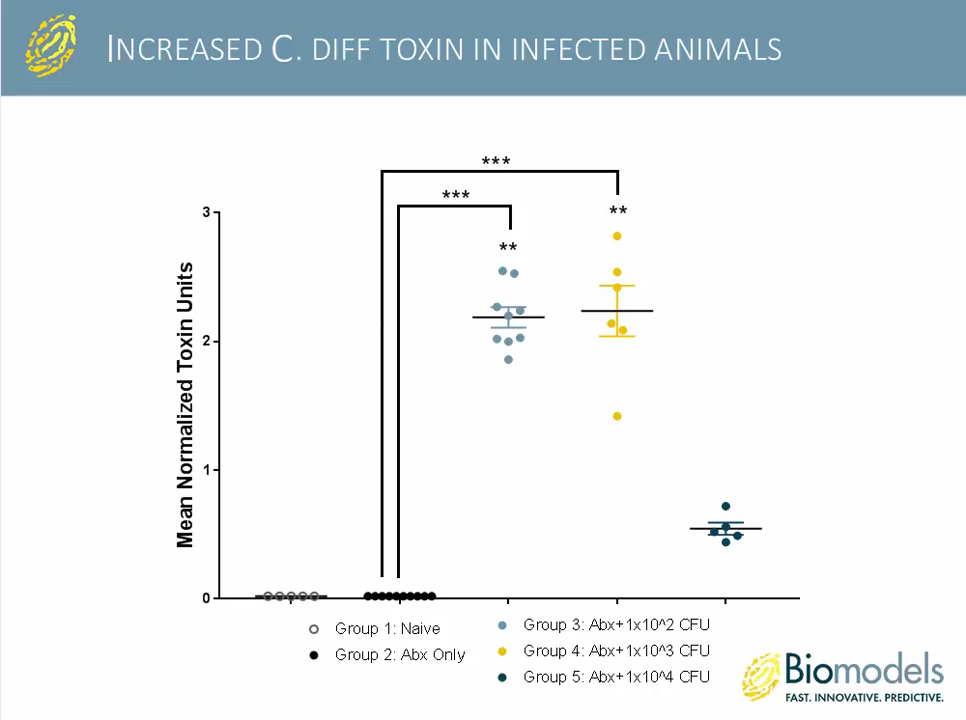 INCREASED C. DIFF TOXIN IN INFECTED ANIMALS
***
***
**
**
3
2
1
0
Mean Normalized Toxin Units
Group 1: Naive
Group 2: Abx Only
Group 3: Abx+1x10^2 CFU
Group 4: Abx+1x10^3 CFU
Group 5: Abx+1x10^4 CFU
Biomodels
FAST. INNOVATIVE. PREDICTIVE.